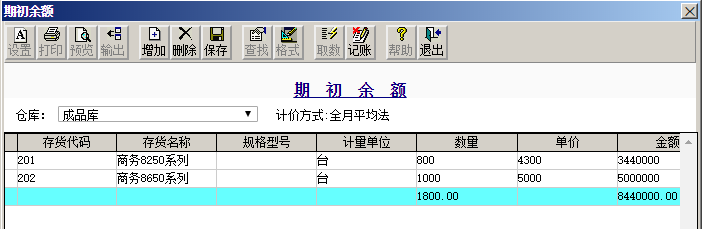 期初余额
设置 打印 预览 输出 增加 删除 保存 查找 格式 取数 记账 帮助 退出
期 初 余 额
仓库: 成品库 计价方式:全月平均法
存货代码 存货名称 规格型号 计量单位 数量 单价 金额
201 商务8250系列 台 800 4300 3440000
202 商务8650系列 台 1000 5000 5000000
1800.00 8440000.00